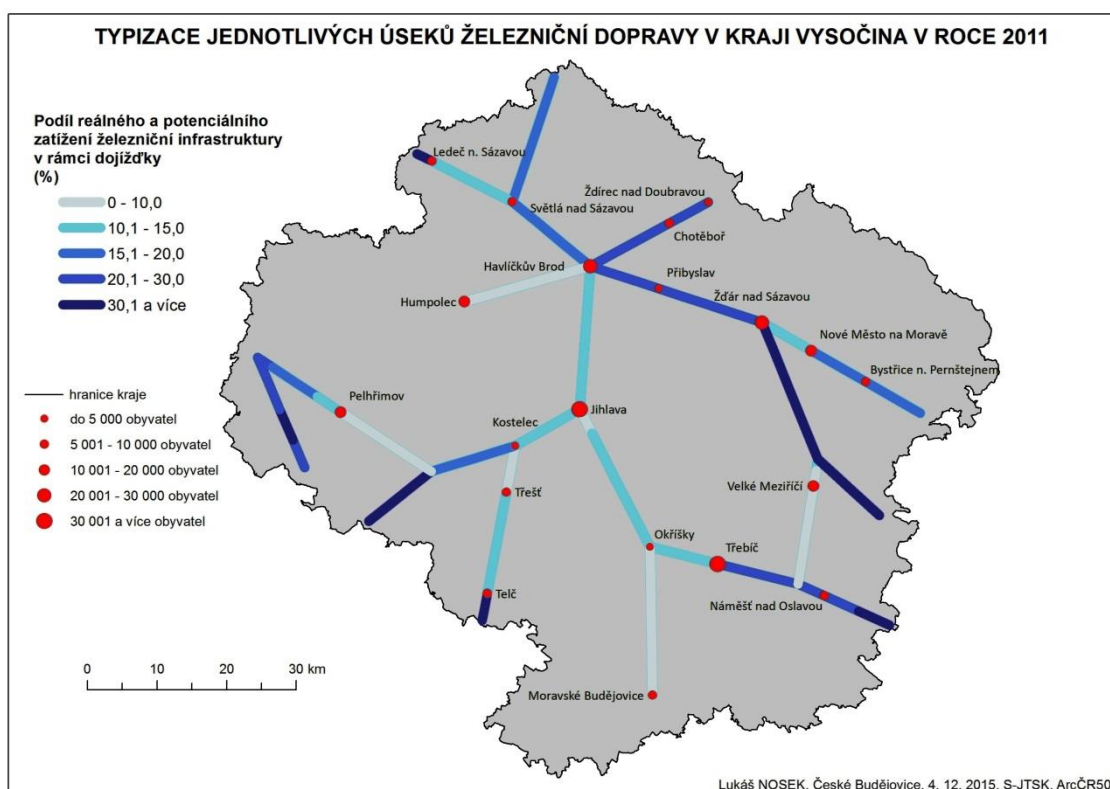 TYPIZACE JEDNOTLIVÝCH ÚSEKŮ ŽELEZNIČNÍ DOPRAVY V KRAJI VYSOČINA V ROCE 2011
Podíl reálného a potenciálního
zatížení železniční infrastruktury
v rámci dojížďky
(%)
0 - 10,0
10,1 - 15,0
15,1 - 20,0
20,1 - 30,0
30,1 a více
hranice kraje
do 5 000 obyvatel
5 001 - 10 000 obyvatel
10 001 - 20 000 obyvatel
20 001 - 30 000 obyvatel
30 001 a více obyvatel
0 10 20 30 km
Ledeč n. Sázavou
Ždírec nad Doubravou
Světlá nad Sázavou
Chotěboř
Havlíčkův Brod
Přibyslav
Humpolec
Žďár nad Sázavou
Nové Město na Moravě
Bystřice n. Pernštejnem
Pelhřimov
Jihlava
Kostelec
Velké Meziříčí
Třešť
Okříšky
Třebíč
Telč
Náměšť nad Oslavou
Moravské Budějovice
Lukáš NOSEK, České Budějovice, 4. 12. 2015, S-JTSK, ArcČR50